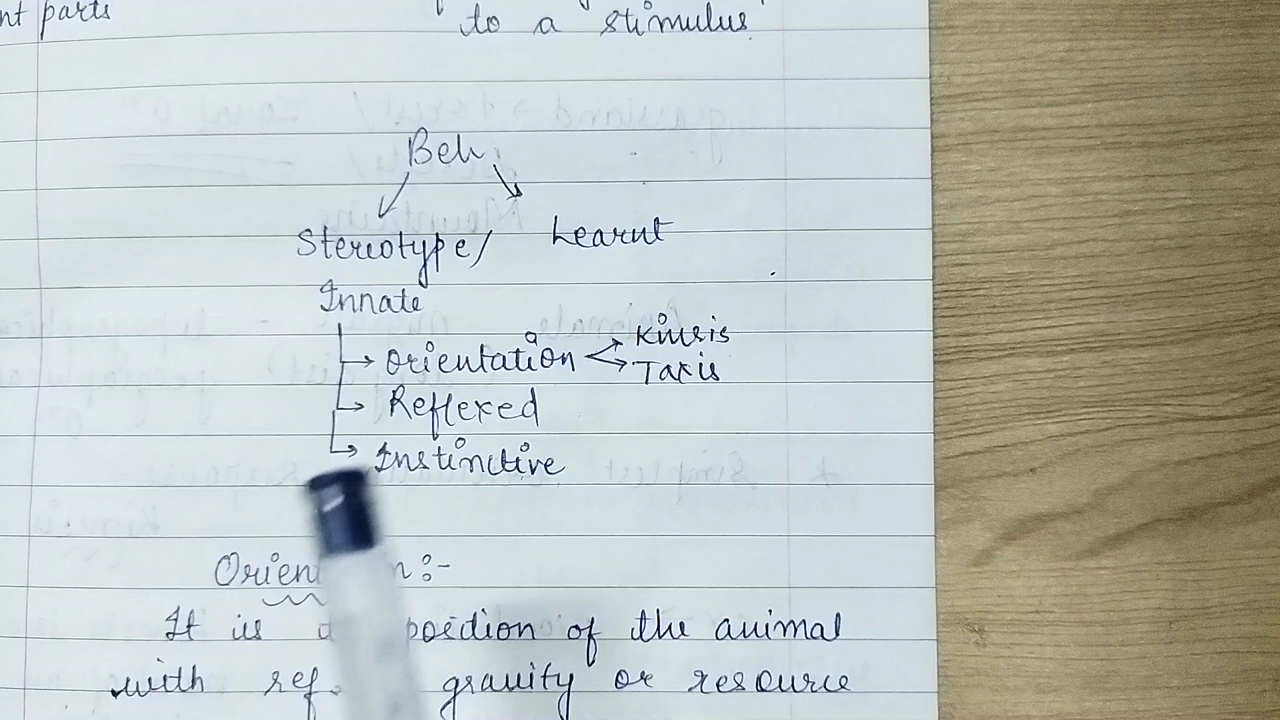 nt parts
to a stimulus
Beh.
Stereotype/ Learnt
Innate
Orientation Kinesis
Taxis
Reflexed
Instinctive
Orien n :-
It is position of the animal
with ref. gravity or resource